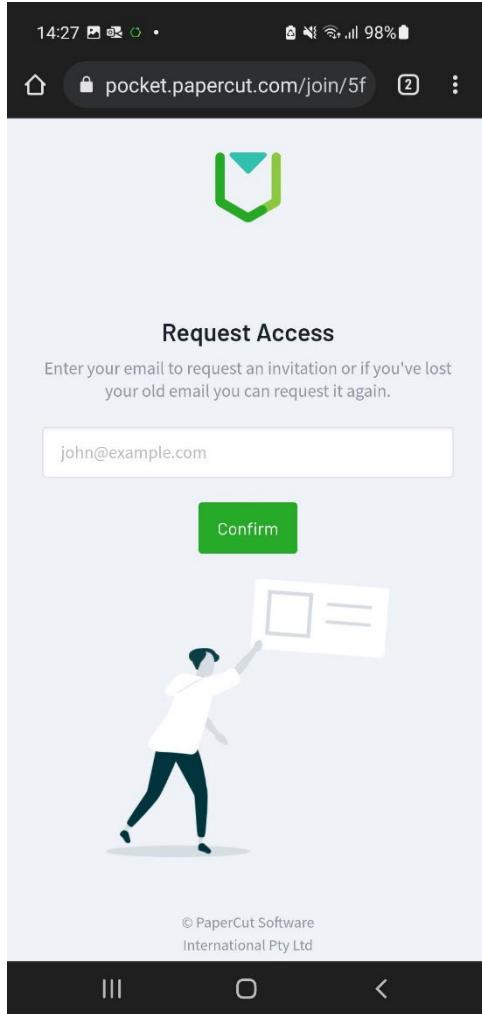 14:27
98%
pocket.papercut.com/join/5f
2
Request Access
Enter your email to request an invitation or if you've lost
your old email you can request it again.
john@example.com
Confirm
© PaperCut Software
International Pty Ltd